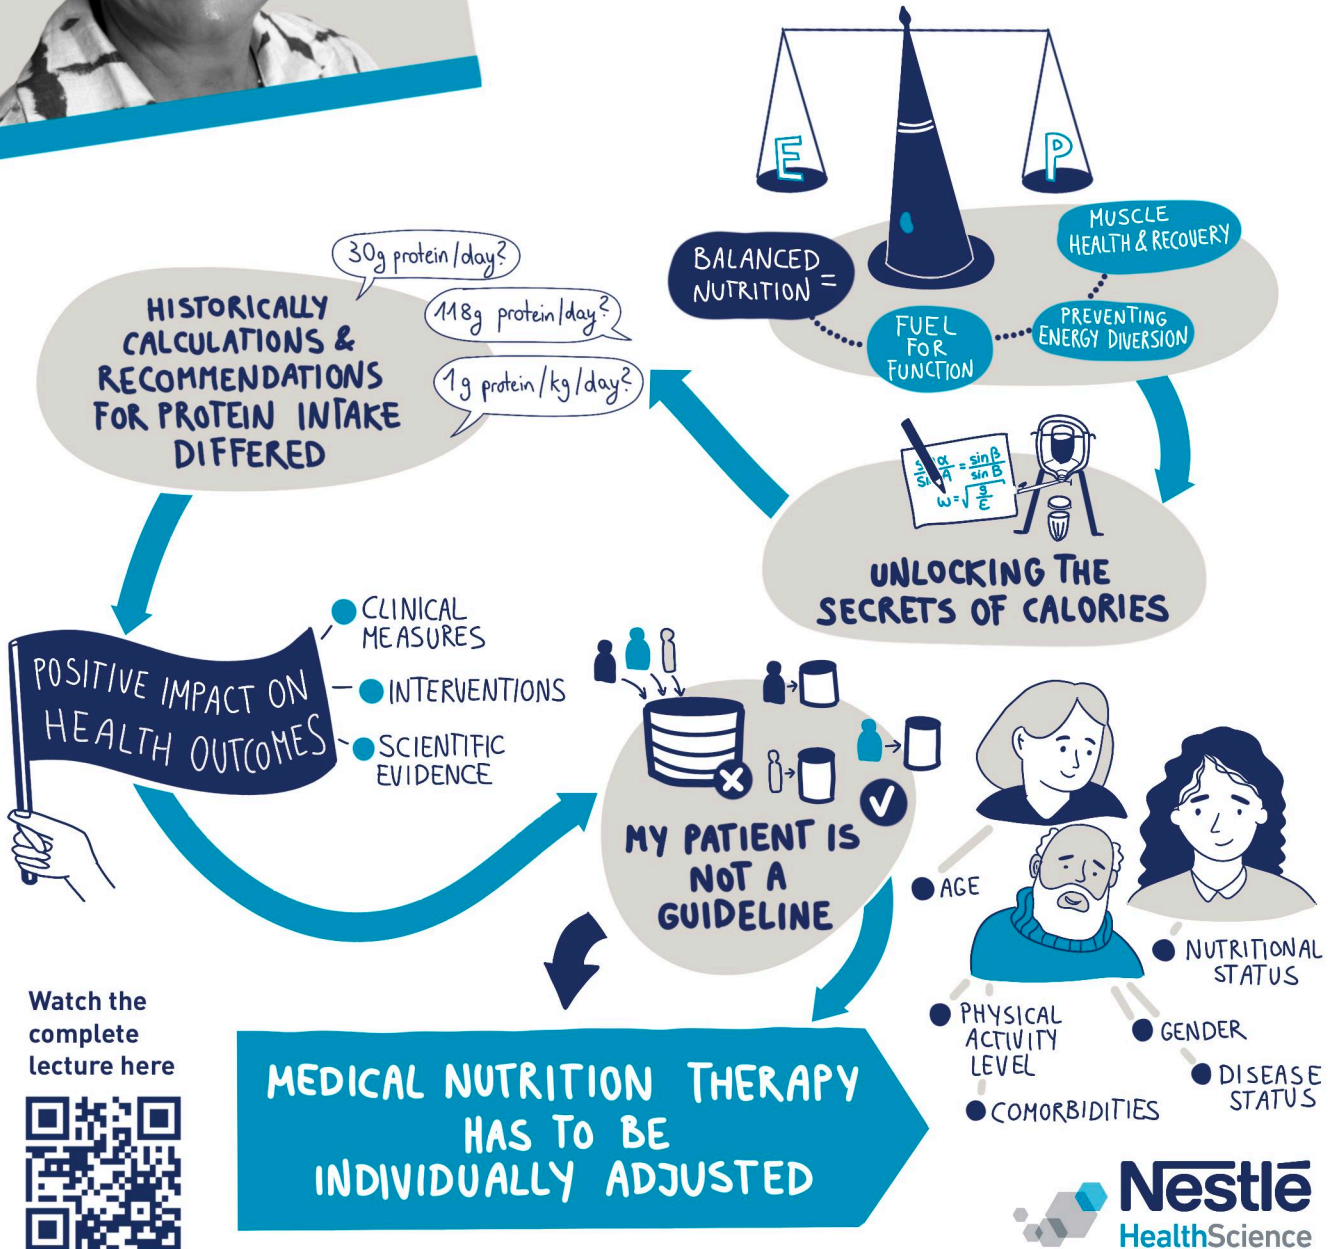 E
P
BALANCED
NUTRITION =
FUEL
FOR
FUNCTION
PREVENTING
ENERGY DIVERSION
MUSCLE
HEALTH & RECOVERY
sinβ
sin B
ω=√
UNLOCKING THE
SECRETS OF CALORIES
30g protein/day?
118g protein/day?
1g protein/kg/day?
HISTORICALLY
CALCULATIONS &
RECOMMENDATIONS
FOR PROTEIN INTAKE
DIFFERED
POSITIVE IMPACT ON
HEALTH OUTCOMES
CLINICAL
MEASURES
INTERVENTIONS
SCIENTIFIC
EVIDENCE
MY PATIENT IS
NOT A
GUIDELINE
AGE
NUTRITIONAL
STATUS
PHYSICAL
ACTIVITY
LEVEL
GENDER
DISEASE
STATUS
COMORBIDITIES
MEDICAL NUTRITION THERAPY
HAS TO BE
INDIVIDUALLY ADJUSTED
Watch the
complete
lecture here
Nestlē
HealthScience